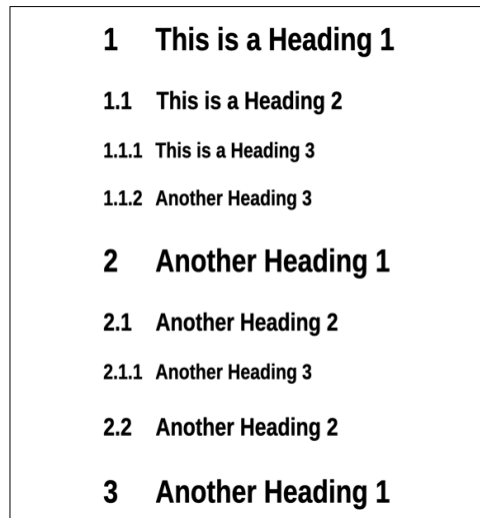 1 This is a Heading 1
1.1 This is a Heading 2
1.1.1 This is a Heading 3
1.1.2 Another Heading 3
2 Another Heading 1
2.1 Another Heading 2
2.1.1 Another Heading 3
2.2 Another Heading 2
3 Another Heading 1